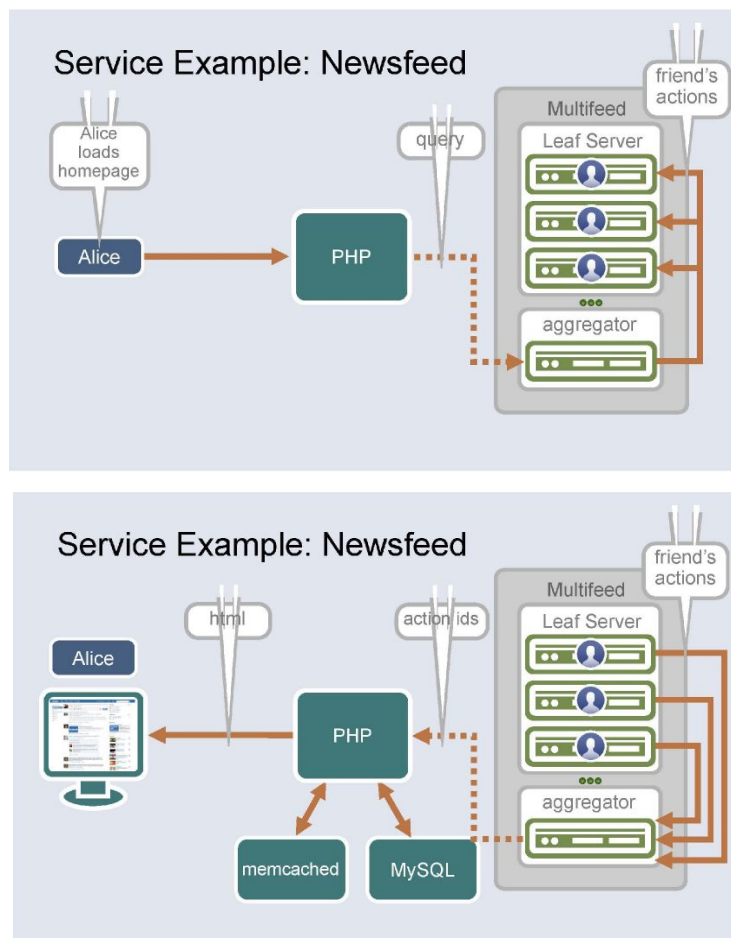 Service Example: Newsfeed
Alice
loads
homepage
Alice
PHP
query
Multifeed
friend's
actions
Leaf Server
aggregator
Service Example: Newsfeed
Alice
html
PHP
memcached
MySQL
action ids
Multifeed
friend's
actions
Leaf Server
aggregator